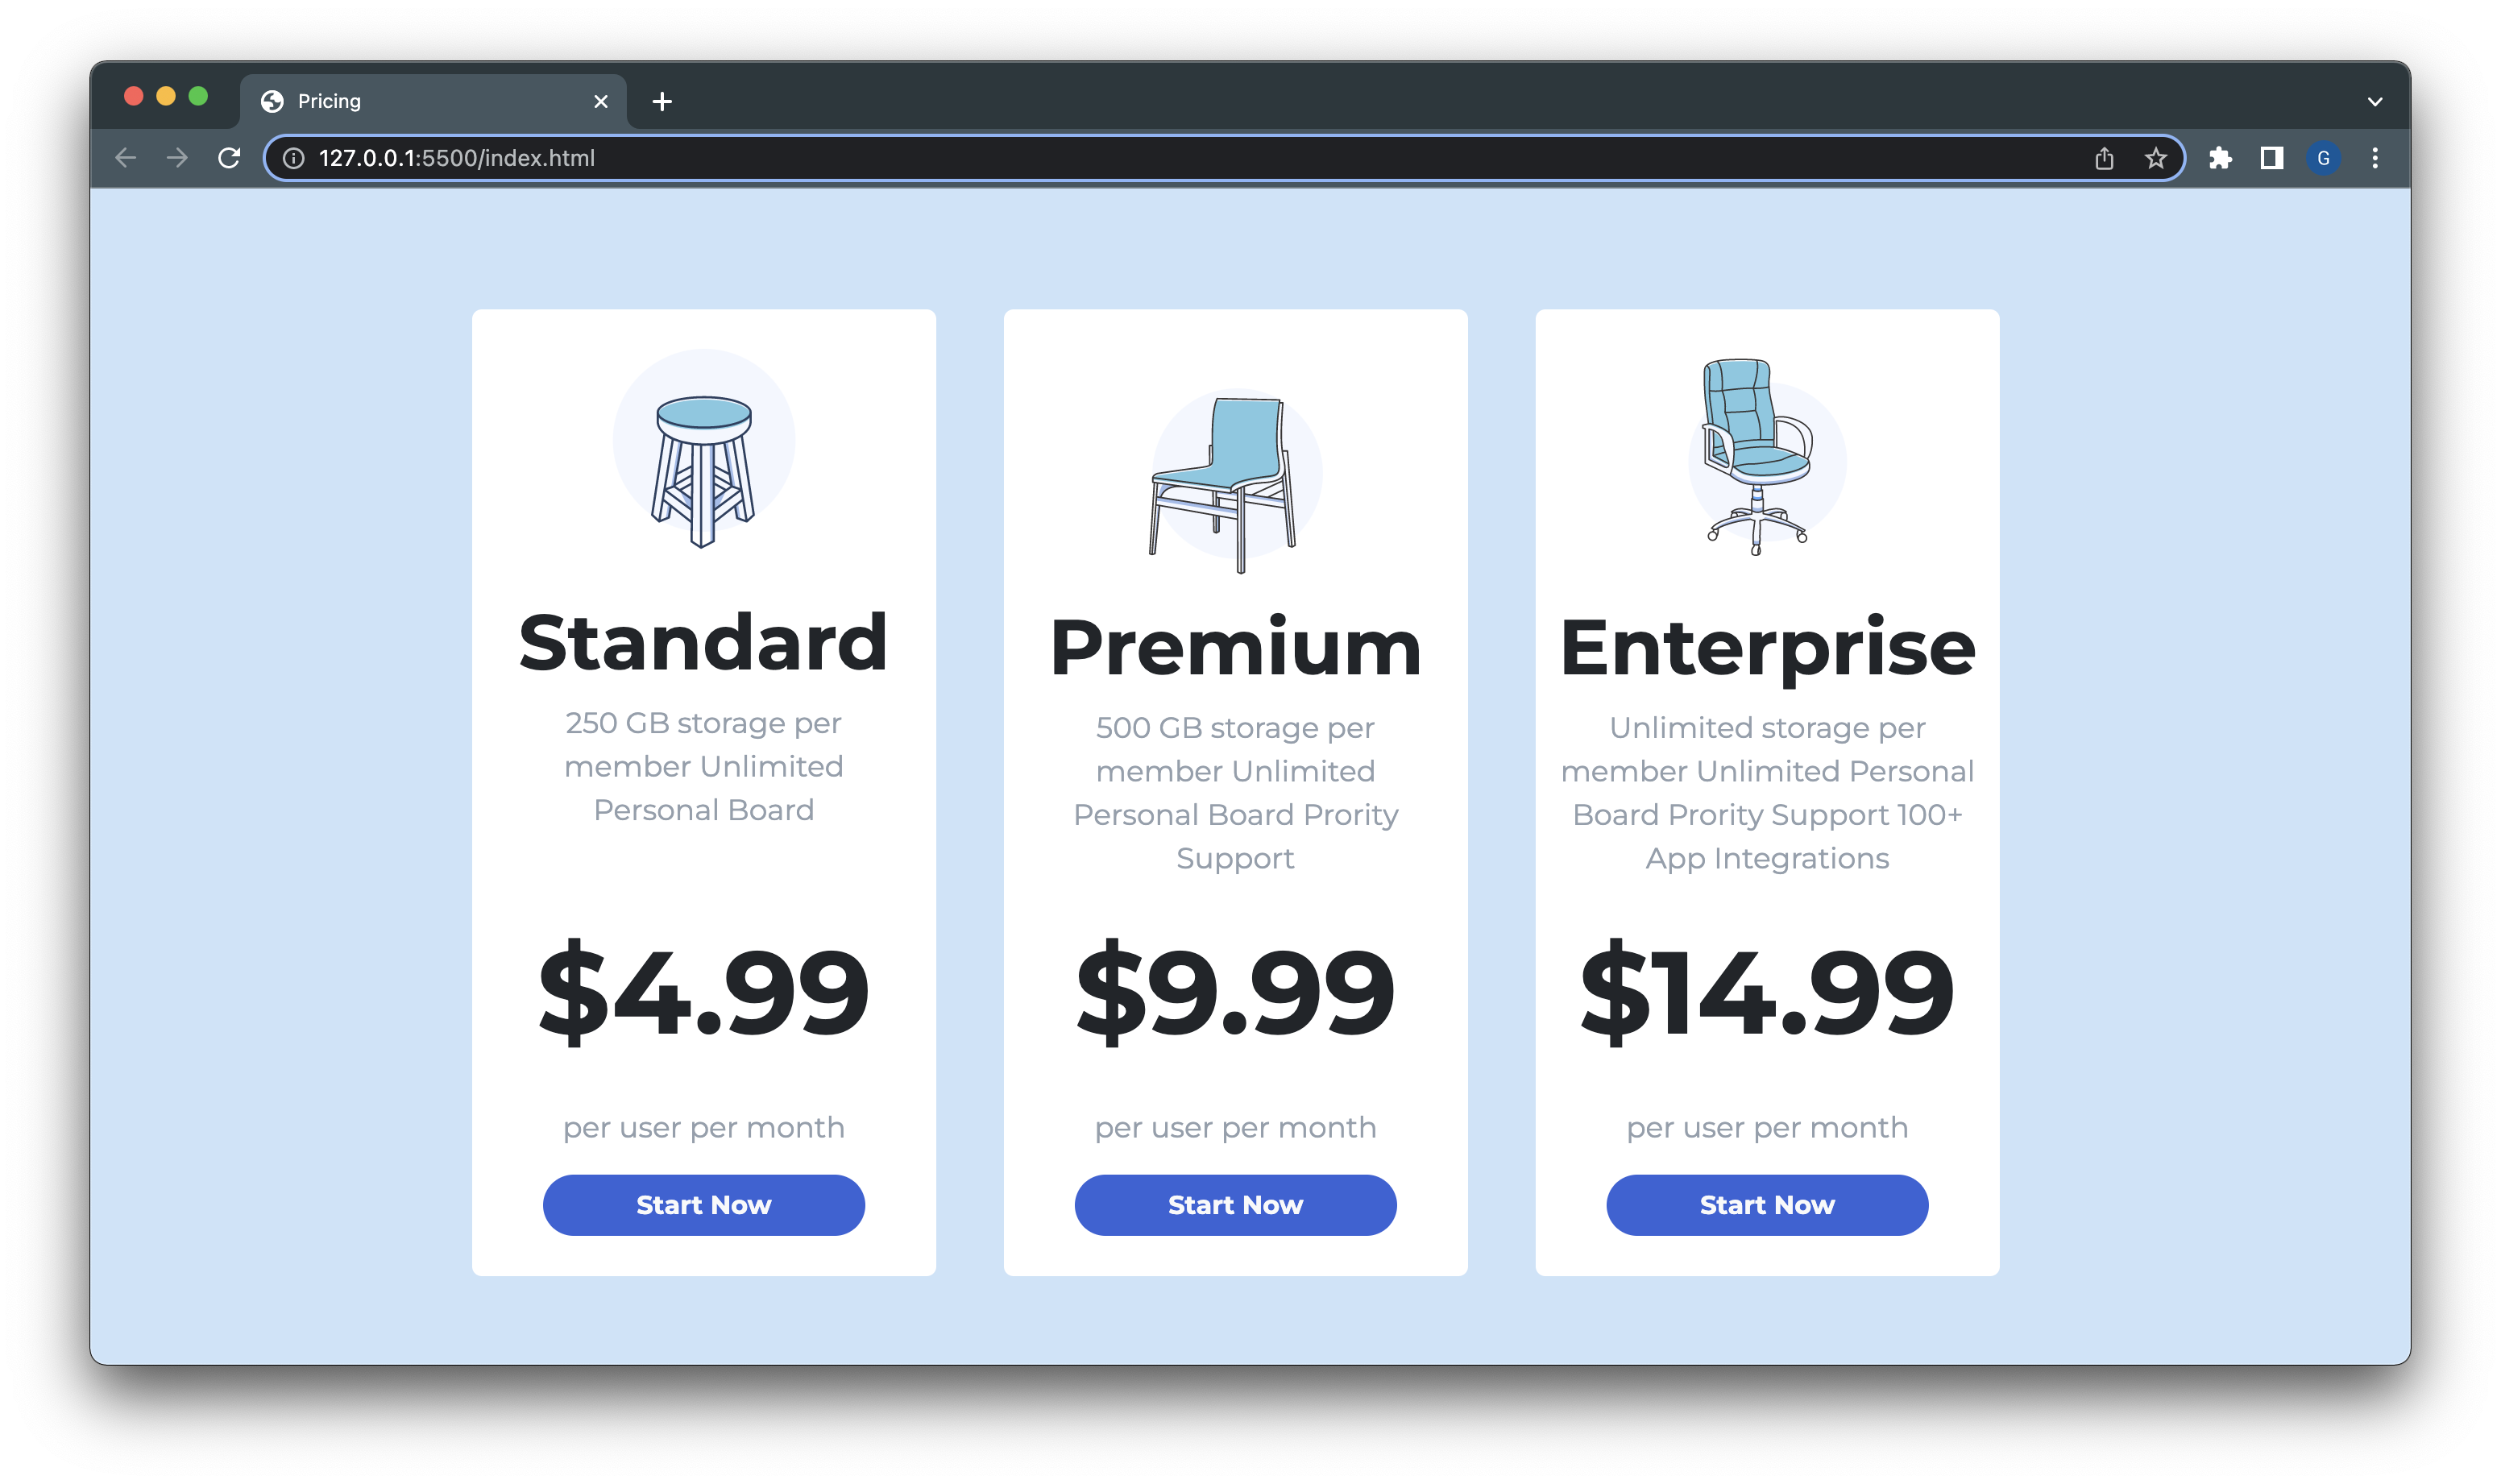 Pricing
127.0.0.1:5500/index.html
G
Standard
250 GB storage per
member Unlimited
Personal Board
$4.99
per user per month
Start Now
Premium
500 GB storage per
member Unlimited
Personal Board Prority
Support
$9.99
per user per month
Start Now
Enterprise
Unlimited storage per
member Unlimited Personal
Board Prority Support 100+
App Integrations
$14.99
per user per month
Start Now